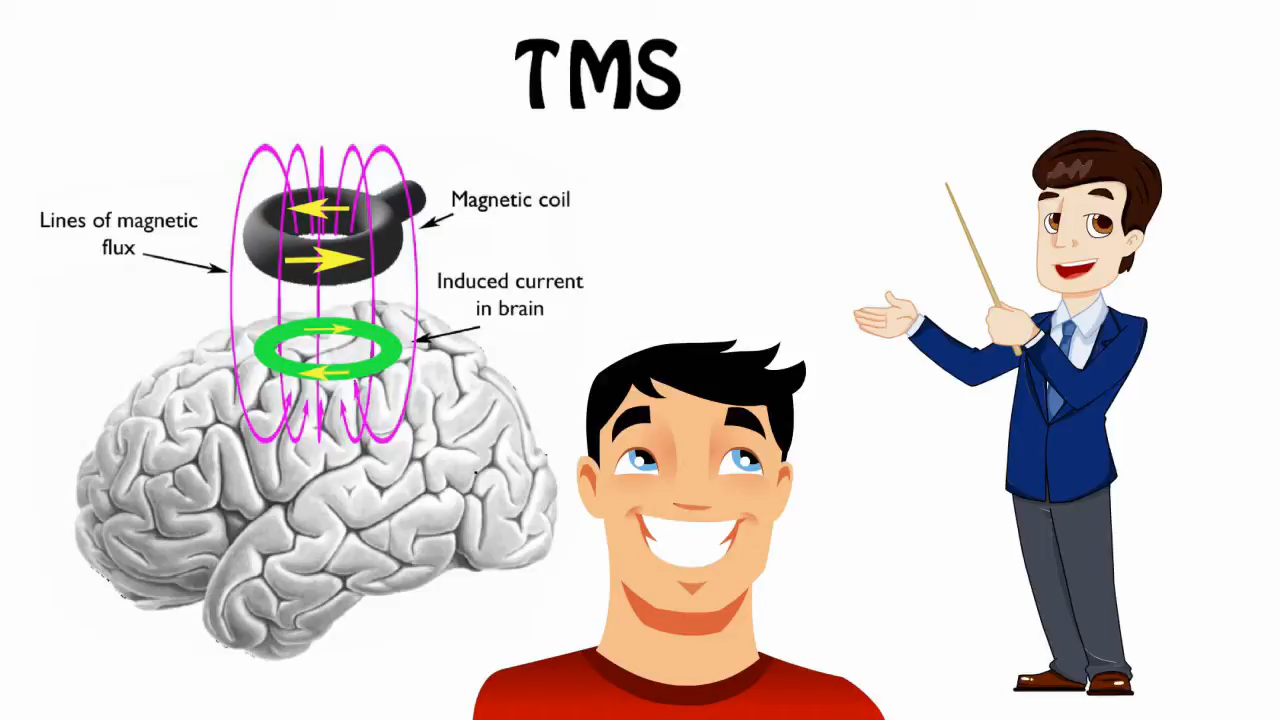 TMS
Lines of magnetic
flux
Magnetic coil
Induced current
in brain